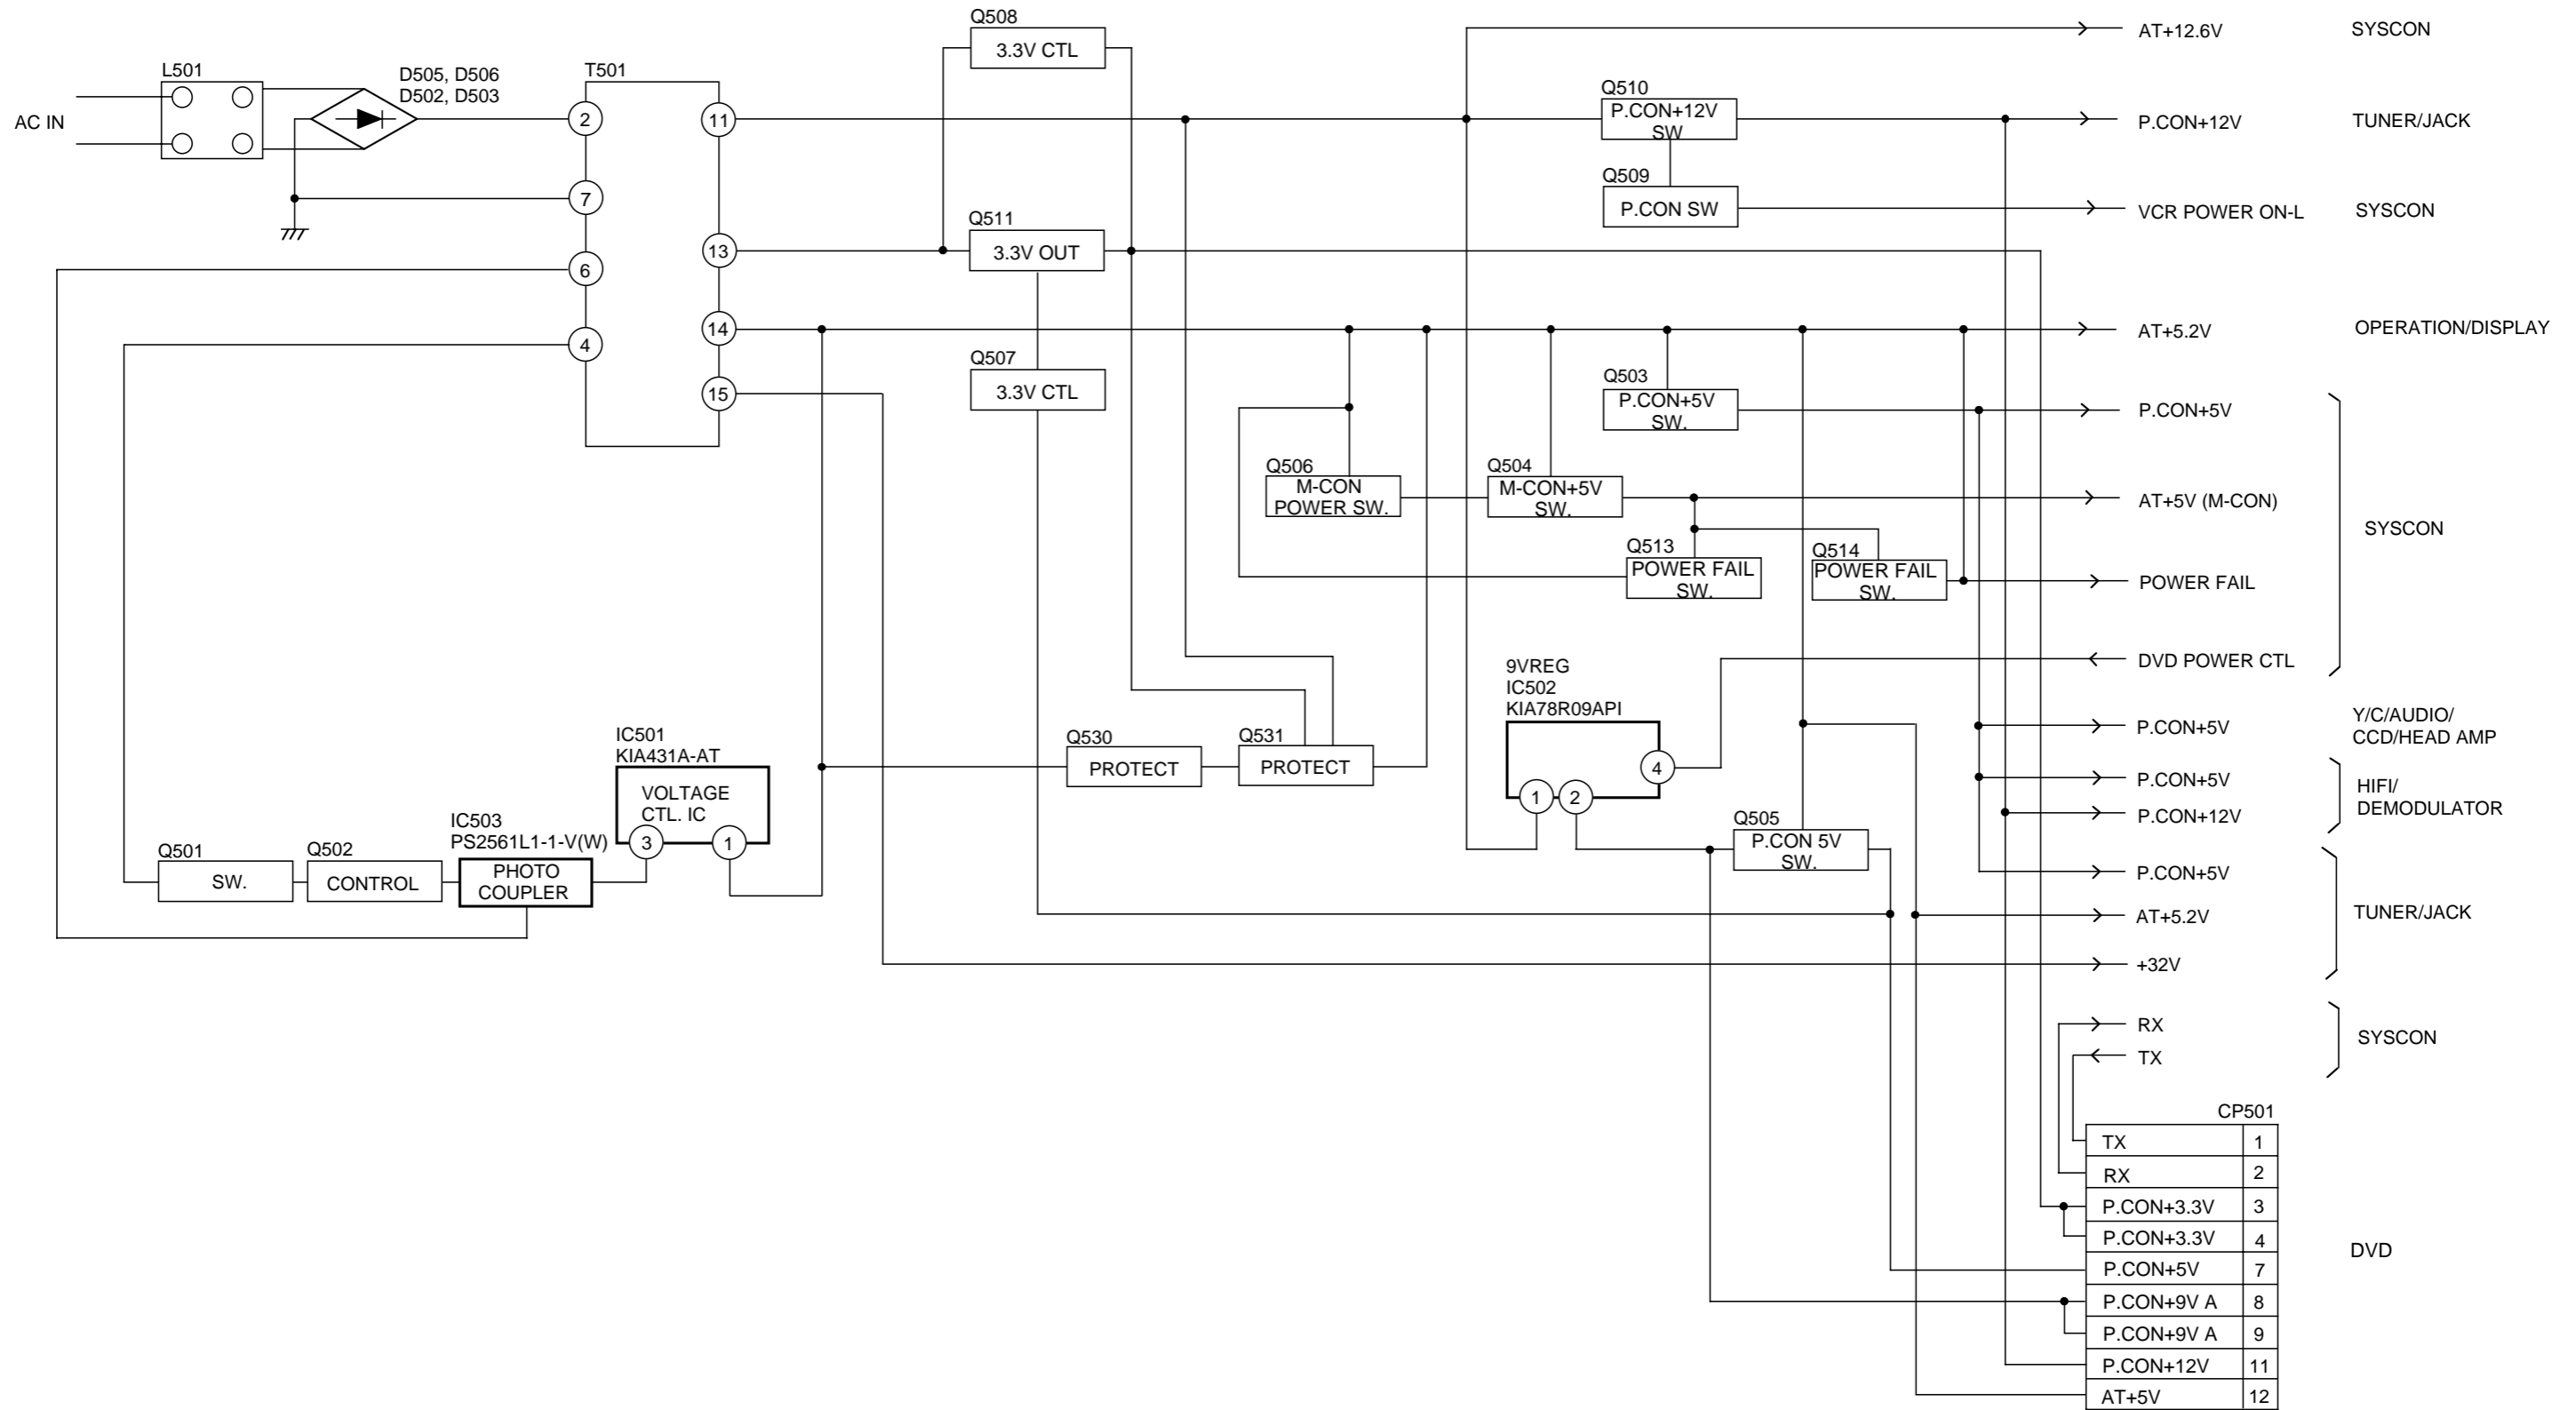 AC IN
L501
D505, D506
D502, D503
T501
2
7
6
4
11
13
14
15
Q508
3.3V CTL
Q511
3.3V OUT
Q507
3.3V CTL
Q510
P.CON+12V
SW
Q509
P.CON SW
Q503
P.CON+5V
SW.
Q506
M-CON
POWER SW.
Q504
M-CON+5V
SW.
Q513
POWER FAIL
SW.
Q514
POWER FAIL
SW.
9VREG
IC502
KIA78R09API
4
1
2
Q505
P.CON 5V
SW.
Q530
PROTECT
Q531
PROTECT
IC501
KIA431A-AT
VOLTAGE
CTL. IC
3
1
IC503
PS2561L1-1-V(W)
PHOTO
COUPLER
Q501
SW.
Q502
CONTROL
AT+12.6V
SYSCON
P.CON+12V
TUNER/JACK
VCR POWER ON-L
SYSCON
AT+5.2V
OPERATION/DISPLAY
P.CON+5V
AT+5V (M-CON)
SYSCON
POWER FAIL
DVD POWER CTL
P.CON+5V
Y/C/AUDIO/
CCD/HEAD AMP
P.CON+5V
HIFI/
DEMODULATOR
P.CON+12V
P.CON+5V
AT+5.2V
TUNER/JACK
+32V
RX
SYSCON
TX
CP501
TX 1
RX 2
P.CON+3.3V 3
P.CON+3.3V 4
P.CON+5V 7
P.CON+9V A 8
P.CON+9V A 9
P.CON+12V 11
AT+5V 12
DVD